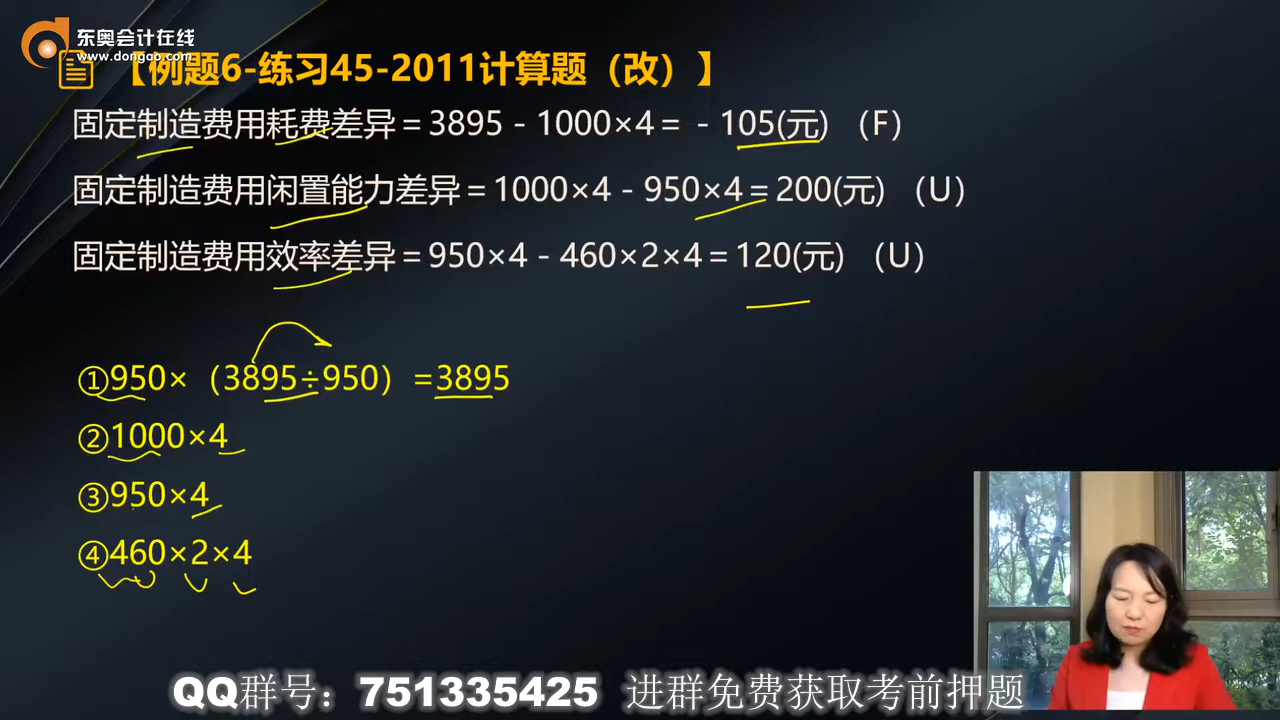 东奥会计在线
www.dongao.com
【例题6-练习45-2011计算题（改）】
固定制造费用耗费差异＝3895－1000×4＝－105(元)（F）
固定制造费用闲置能力差异＝1000×4－950×4＝200(元)（U）
固定制造费用效率差异＝950×4－460×2×4＝120(元)（U）
①950×（3895÷950）＝3895
②1000×4
③950×4
④460×2×4
QQ群号：751335425 进群免费获取考前押题